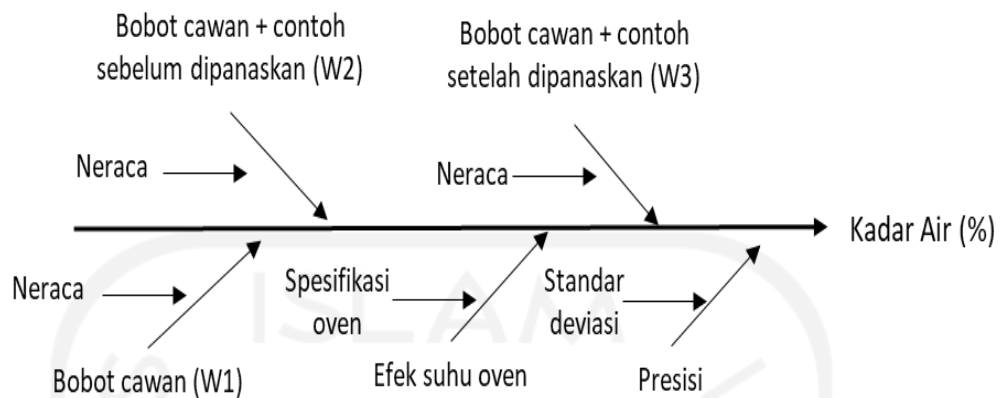 Bobot cawan + contoh
sebelum dipanaskan (W2)
Bobot cawan + contoh
setelah dipanaskan (W3)
Neraca
Neraca
Kadar Air (%)
Neraca
Spesifikasi
oven
Standar
deviasi
Bobot cawan (W1)
Efek suhu oven
Presisi
ISLAM